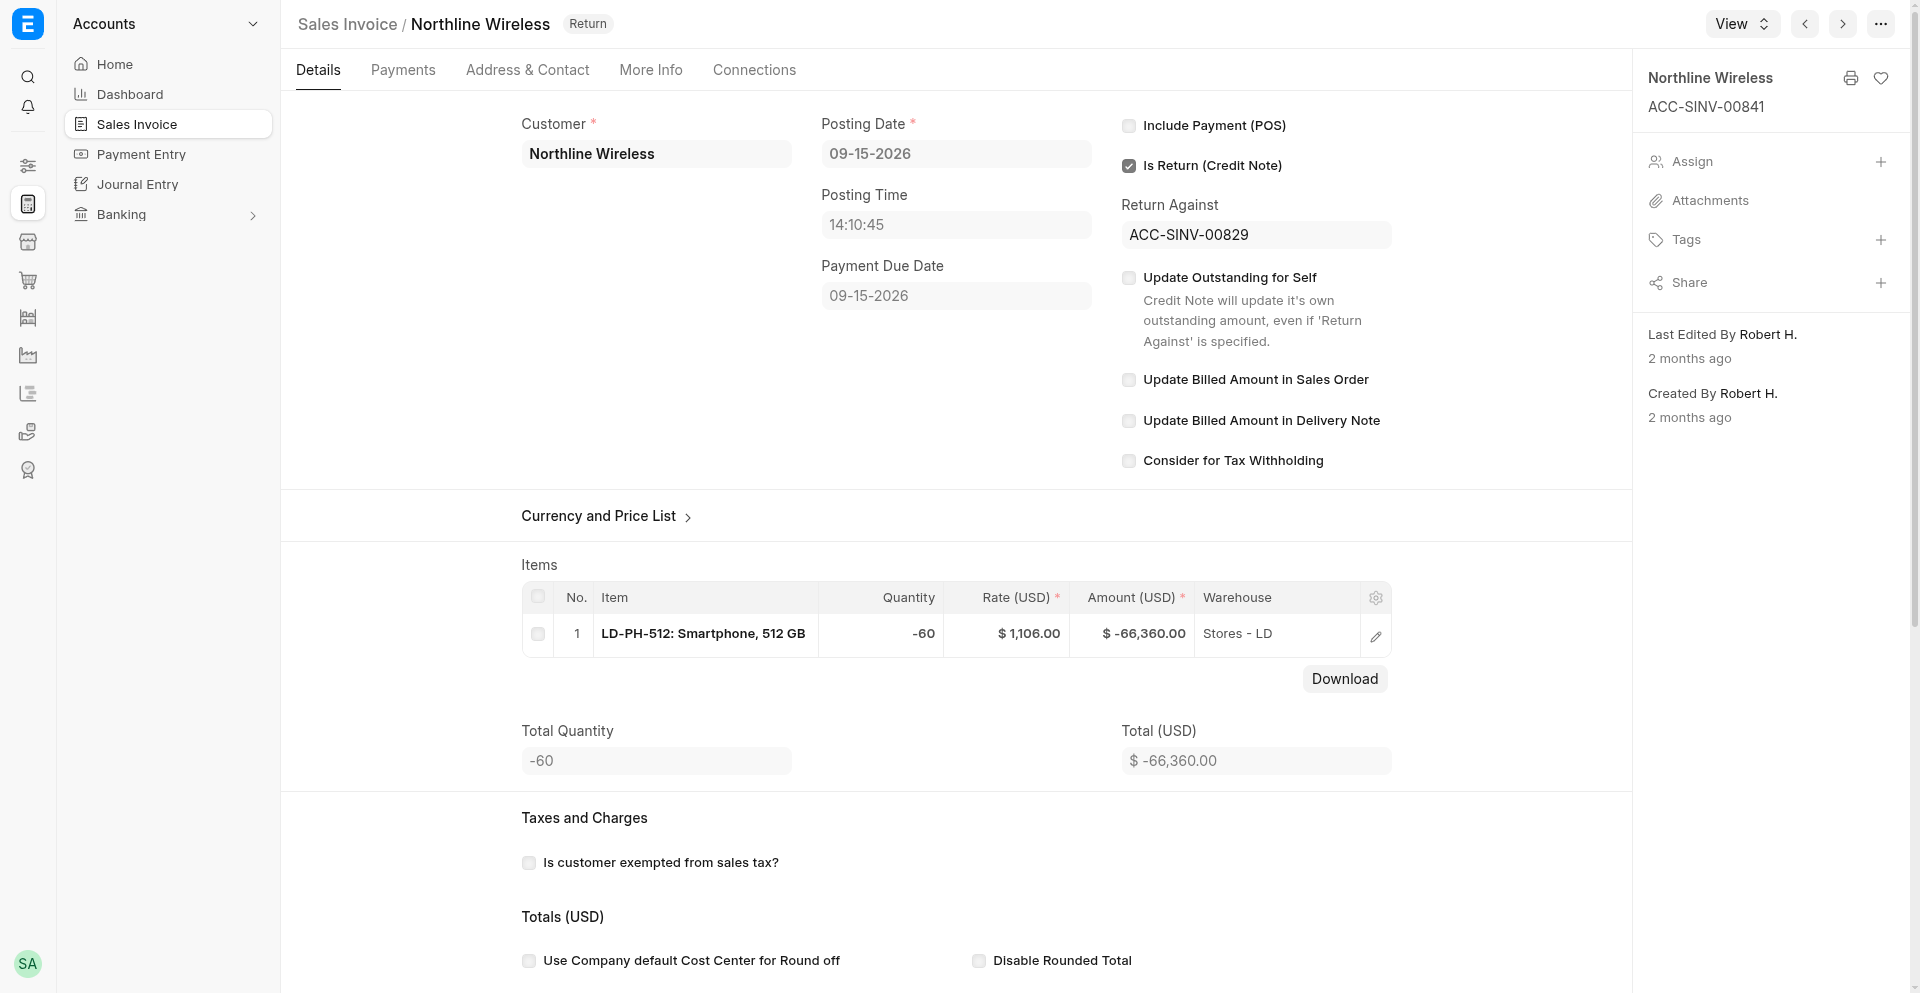 Accounts
Home
Dashboard
Sales Invoice
Payment Entry
Journal Entry
Banking
SA
Sales Invoice / Northline Wireless Return
View
Details Payments Address & Contact More Info Connections
Customer *
Northline Wireless
Posting Date *
09-15-2026
Posting Time
14:10:45
Payment Due Date
09-15-2026
Include Payment (POS)
Is Return (Credit Note)
Return Against
ACC-SINV-00829
Update Outstanding for Self
Credit Note will update it's own
outstanding amount, even if 'Return
Against' is specified.
Update Billed Amount in Sales Order
Update Billed Amount in Delivery Note
Consider for Tax Withholding
Currency and Price List
Items
No. Item Quantity Rate (USD) * Amount (USD) * Warehouse
1 LD-PH-512: Smartphone, 512 GB -60 $ 1,106.00 $ -66,360.00 Stores - LD
Download
Total Quantity
-60
Total (USD)
$ -66,360.00
Taxes and Charges
Is customer exempted from sales tax?
Totals (USD)
Use Company default Cost Center for Round off
Disable Rounded Total
Northline Wireless
ACC-SINV-00841
Assign
Attachments
Tags
Share
Last Edited By Robert H.
2 months ago
Created By Robert H.
2 months ago